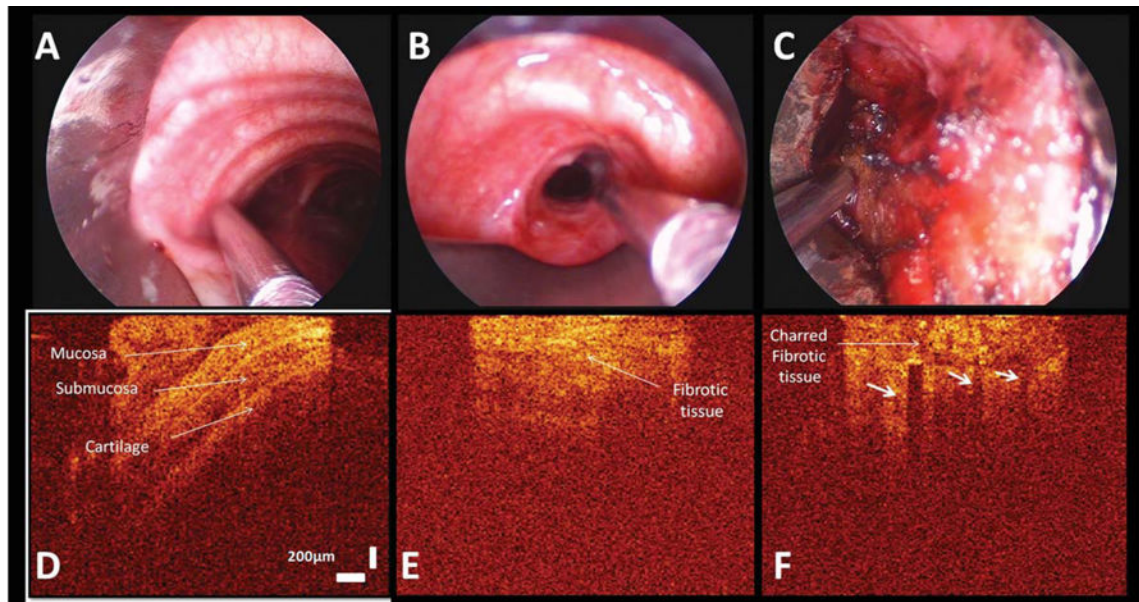 A
B
C
Mucosa
Submucosa
Cartilage
200µm
D
Fibrotic
tissue
E
Charred
Fibrotic
tissue
F